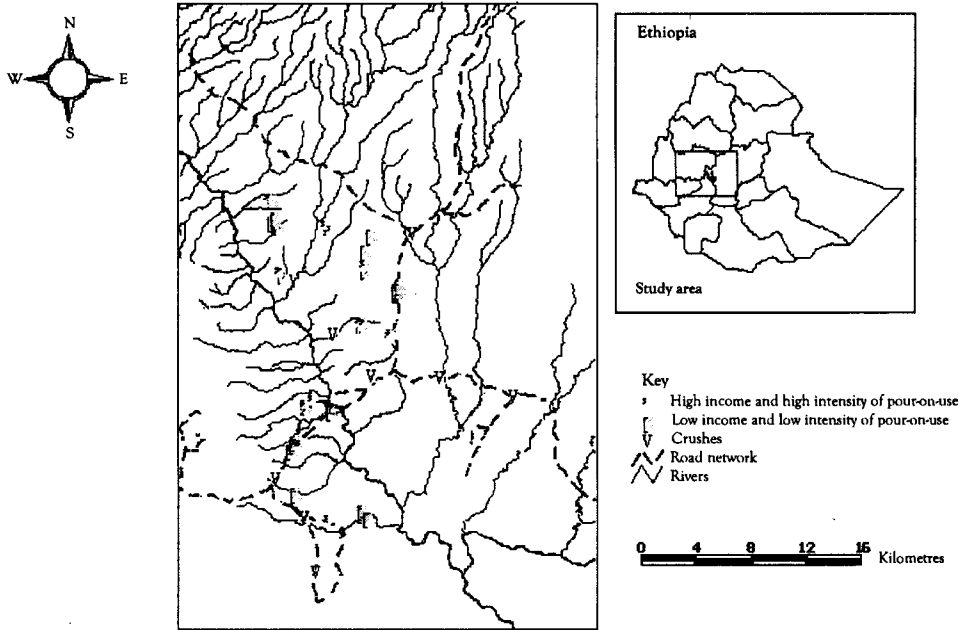 N
W
E
S
Ethiopia
Study area
Key
High income and high intensity of pour-on-use
Low income and low intensity of pour-on-use
Crushes
Road network
Rivers
0 4 8 12 16
Kilometres